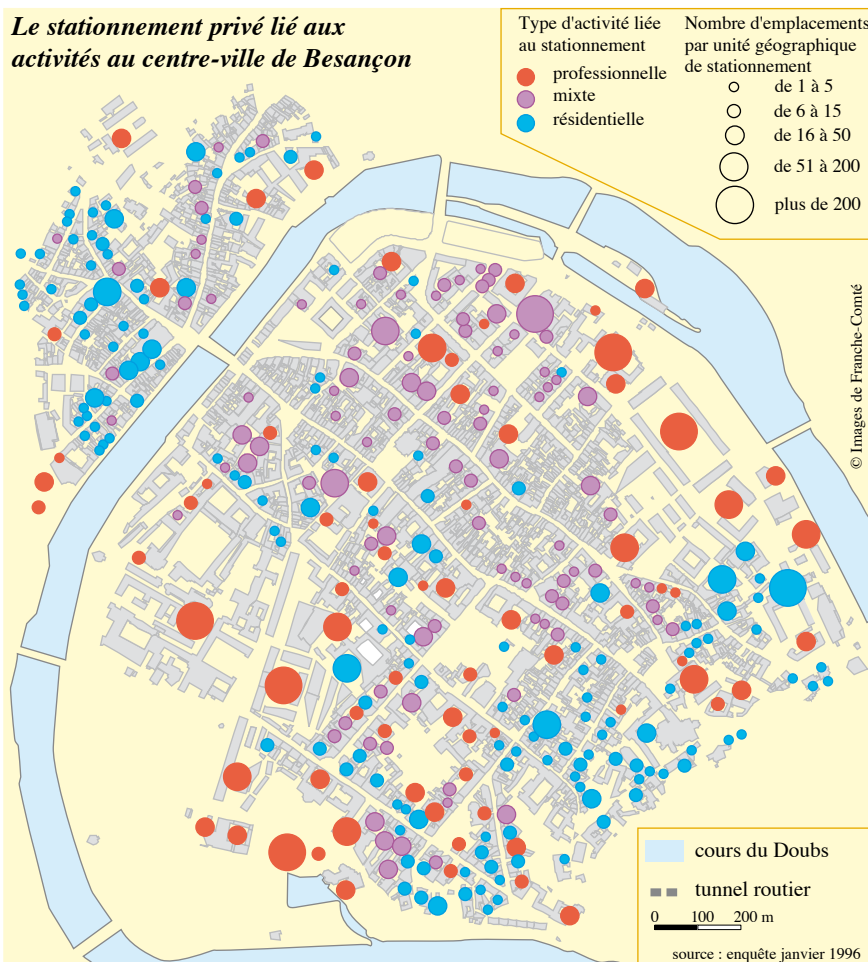 Le stationnement privé lié aux
activités au centre-ville de Besançon
Type d'activité liée
au stationnement
professionnelle
mixte
résidentielle
Nombre d'emplacements
par unité géographique
de stationnement
de 1 à 5
de 6 à 15
de 16 à 50
de 51 à 200
plus de 200
© Images de Franche-Comté
cours du Doubs
tunnel routier
0 100 200 m
source : enquête janvier 1996